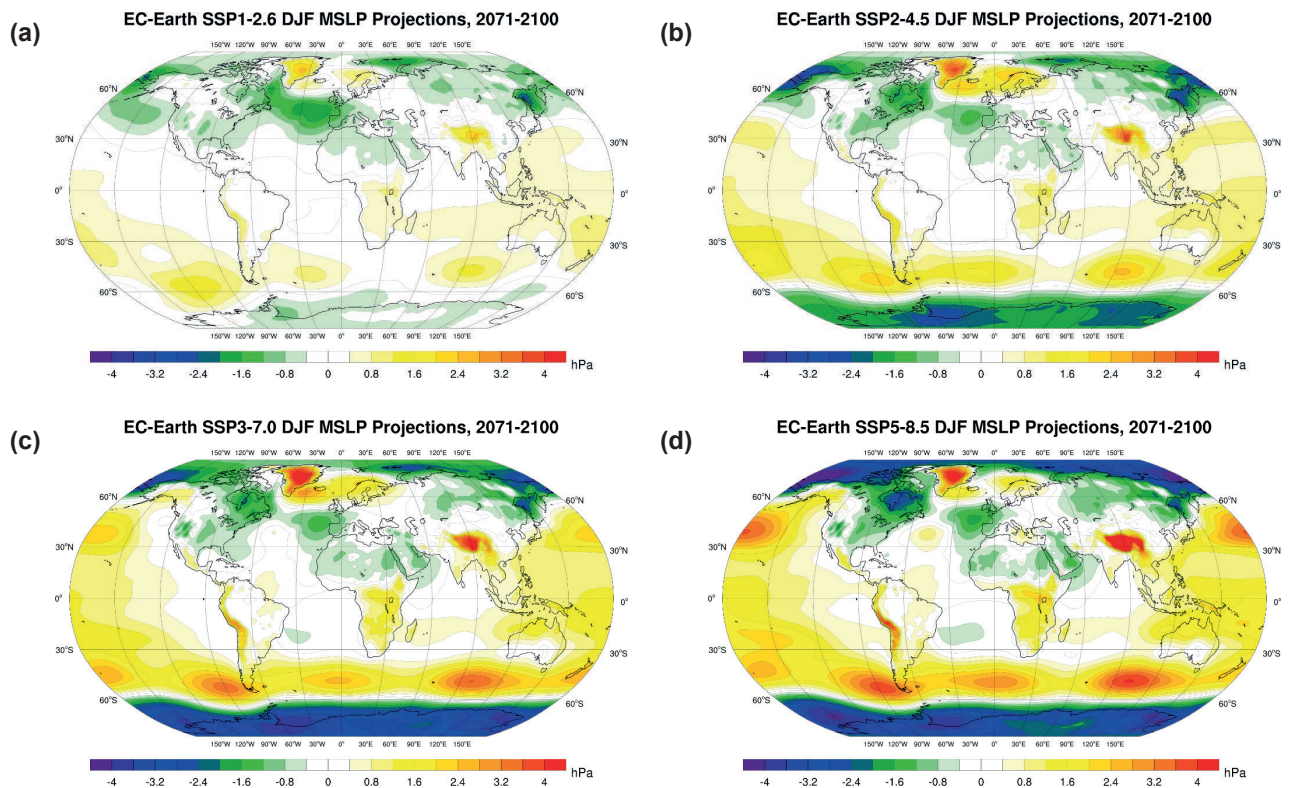 (a)
EC-Earth SSP1-2.6 DJF MSLP Projections, 2071-2100
150°W 120°W 90°W 60°W 30°W 0° 30°E 60°E 90°E 120°E 150°E
60°N
60°N
30°N
30°N
0°
0°
30°S
30°S
60°S
60°S
150°W 120°W 90°W 60°W 30°W 0° 30°E 60°E 90°E 120°E 150°E
-4 -3.2 -2.4 -1.6 -0.8 0 0.8 1.6 2.4 3.2 4 hPa
(b)
EC-Earth SSP2-4.5 DJF MSLP Projections, 2071-2100
150°W 120°W 90°W 60°W 30°W 0° 30°E 60°E 90°E 120°E 150°E
60°N
60°N
30°N
30°N
0°
0°
30°S
30°S
60°S
60°S
150°W 120°W 90°W 60°W 30°W 0° 30°E 60°E 90°E 120°E 150°E
-4 -3.2 -2.4 -1.6 -0.8 0 0.8 1.6 2.4 3.2 4 hPa
(c)
EC-Earth SSP3-7.0 DJF MSLP Projections, 2071-2100
150°W 120°W 90°W 60°W 30°W 0° 30°E 60°E 90°E 120°E 150°E
60°N
60°N
30°N
30°N
0°
0°
30°S
30°S
60°S
60°S
150°W 120°W 90°W 60°W 30°W 0° 30°E 60°E 90°E 120°E 150°E
-4 -3.2 -2.4 -1.6 -0.8 0 0.8 1.6 2.4 3.2 4 hPa
(d)
EC-Earth SSP5-8.5 DJF MSLP Projections, 2071-2100
150°W 120°W 90°W 60°W 30°W 0° 30°E 60°E 90°E 120°E 150°E
60°N
60°N
30°N
30°N
0°
0°
30°S
30°S
60°S
60°S
150°W 120°W 90°W 60°W 30°W 0° 30°E 60°E 90°E 120°E 150°E
-4 -3.2 -2.4 -1.6 -0.8 0 0.8 1.6 2.4 3.2 4 hPa